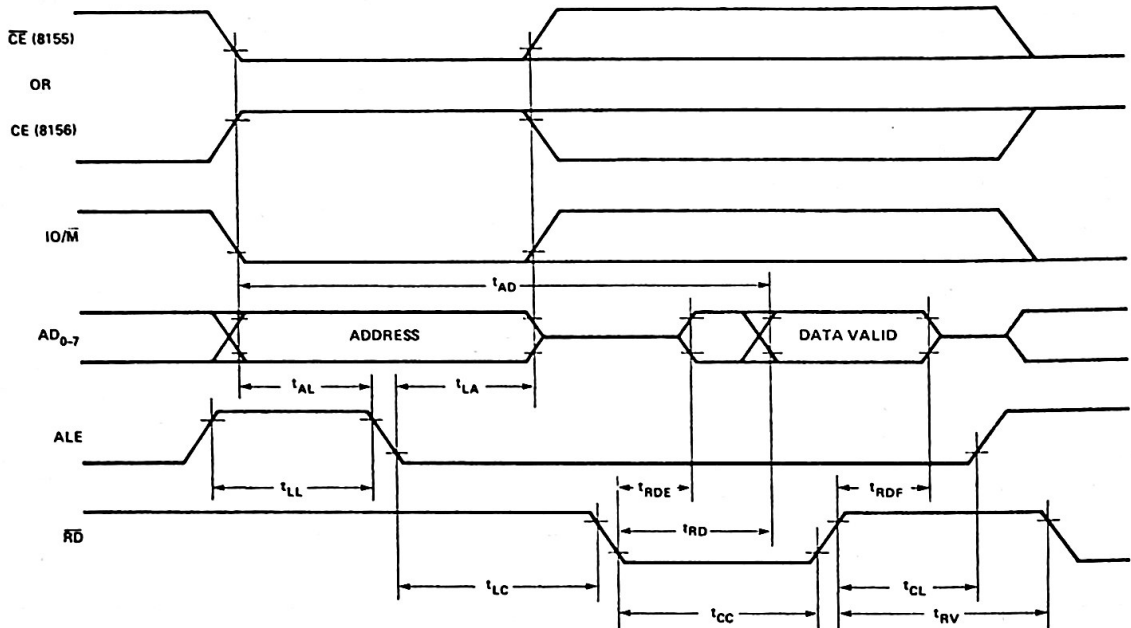 CE (8155)
OR
CE (8156)
IO/M
tAD
AD0–7
ADDRESS
DATA VALID
tAL
tLA
ALE
tLL
tRDE
tRDF
RD
tRD
tLC
tCL
tCC
tRV